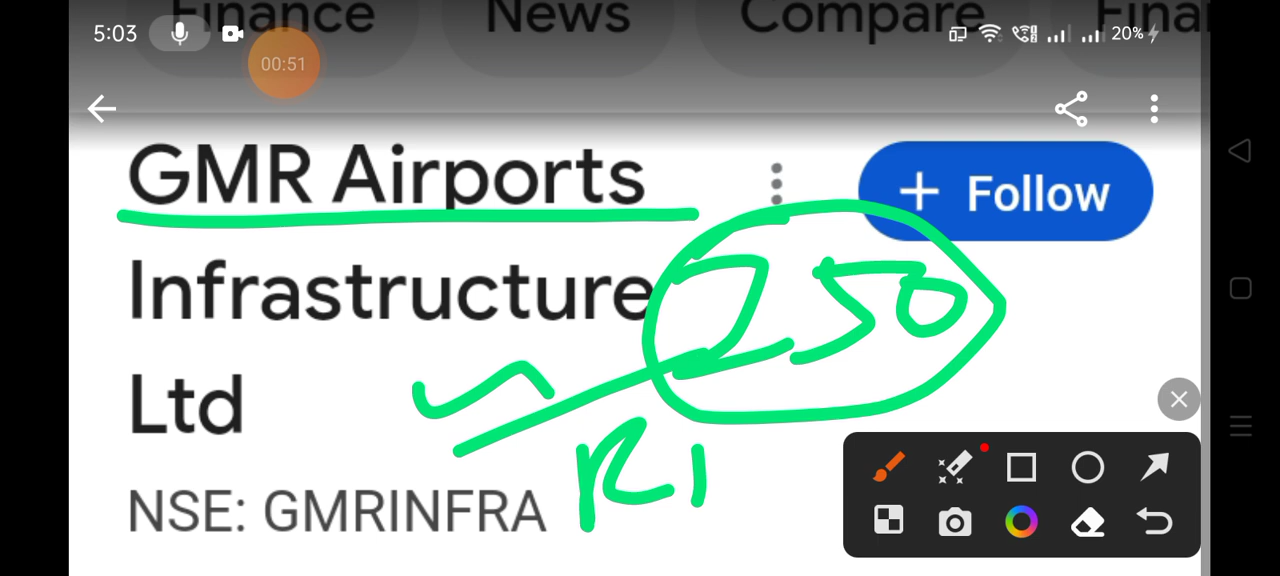 Finance News Compare
5:03 20%
00:51
GMR Airports + Follow
Infrastructure 250
Ltd
R1
NSE: GMRINFRA